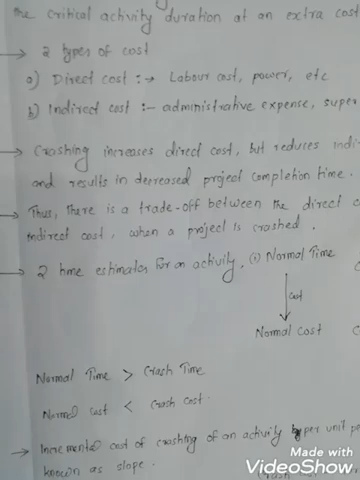 the critical activity duration at an extra cost
→ 2 types of cost
a) Direct cost :→ Labour cost, power, etc
b) Indirect cost :- administrative expense, super
→ Crashing increases direct cost, but reduces indi
and results in decreased project completion time.
→ Thus, there is a trade-off between the direct c
indirect cost, when a project is crashed.
→ 2 time estimates for an activity, (1) Normal Time
cost
Normal Cost
Normal Time > Crash Time
Normal Cost < Crash Cost.
→ Incremental cost of crashing of an activity per unit pe
known as slope.
Made with
VideoShow